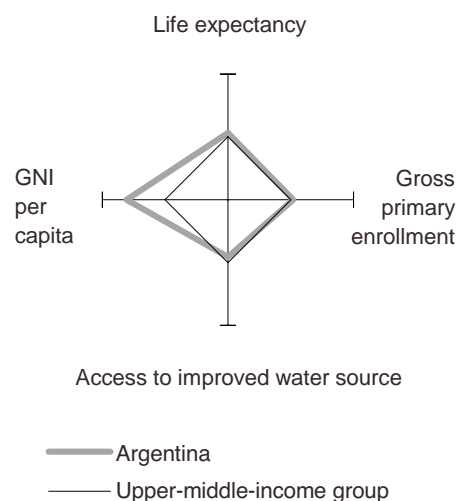 Life expectancy
GNI
per
capita
Gross
primary
enrollment
Access to improved water source
Argentina
Upper-middle-income group